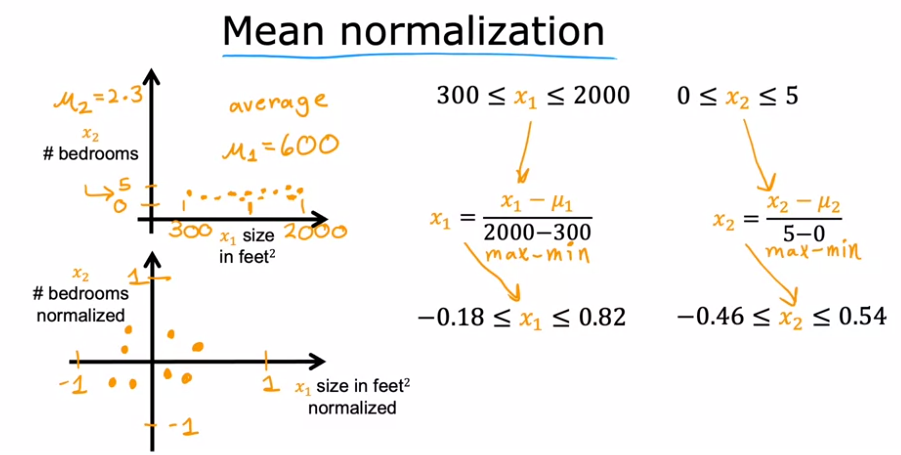 Mean normalization
μ₂=2.3
average
μ₁=600
x₂
# bedrooms
5
0
300
x₁ size
in feet²
2000
300 ≤ x₁ ≤ 2000
0 ≤ x₂ ≤ 5
x₁ = (x₁ − μ₁)/(2000−300)
max-min
x₂ = (x₂ − μ₂)/(5−0)
max-min
−0.18 ≤ x₁ ≤ 0.82
−0.46 ≤ x₂ ≤ 0.54
x₂
# bedrooms
normalized
1
-1
1
x₁ size in feet²
normalized
-1